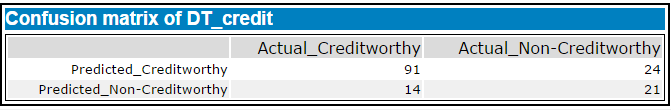 Confusion matrix of DT_credit
Actual_Creditworthy Actual_Non-Creditworthy
Predicted_Creditworthy 91 24
Predicted_Non-Creditworthy 14 21